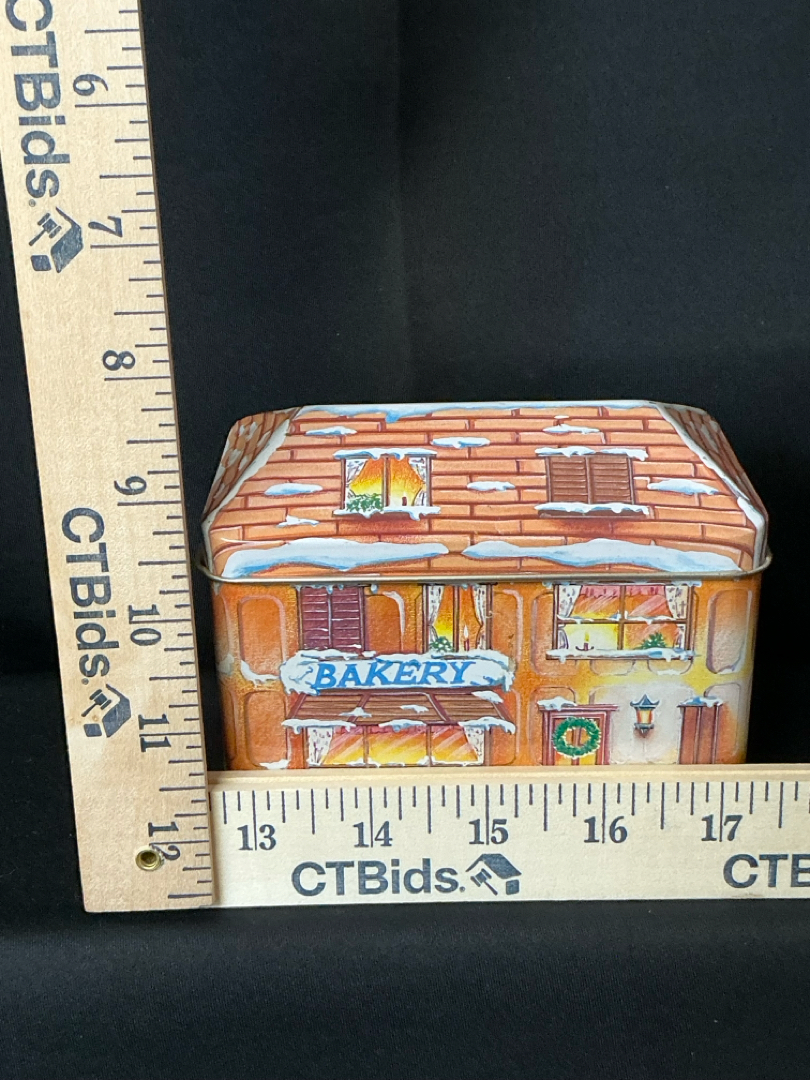 CTBids.
6
7
8
9
CTBids.
10
11
12
BAKERY
13 14 15 16 17
CTBids. CTB